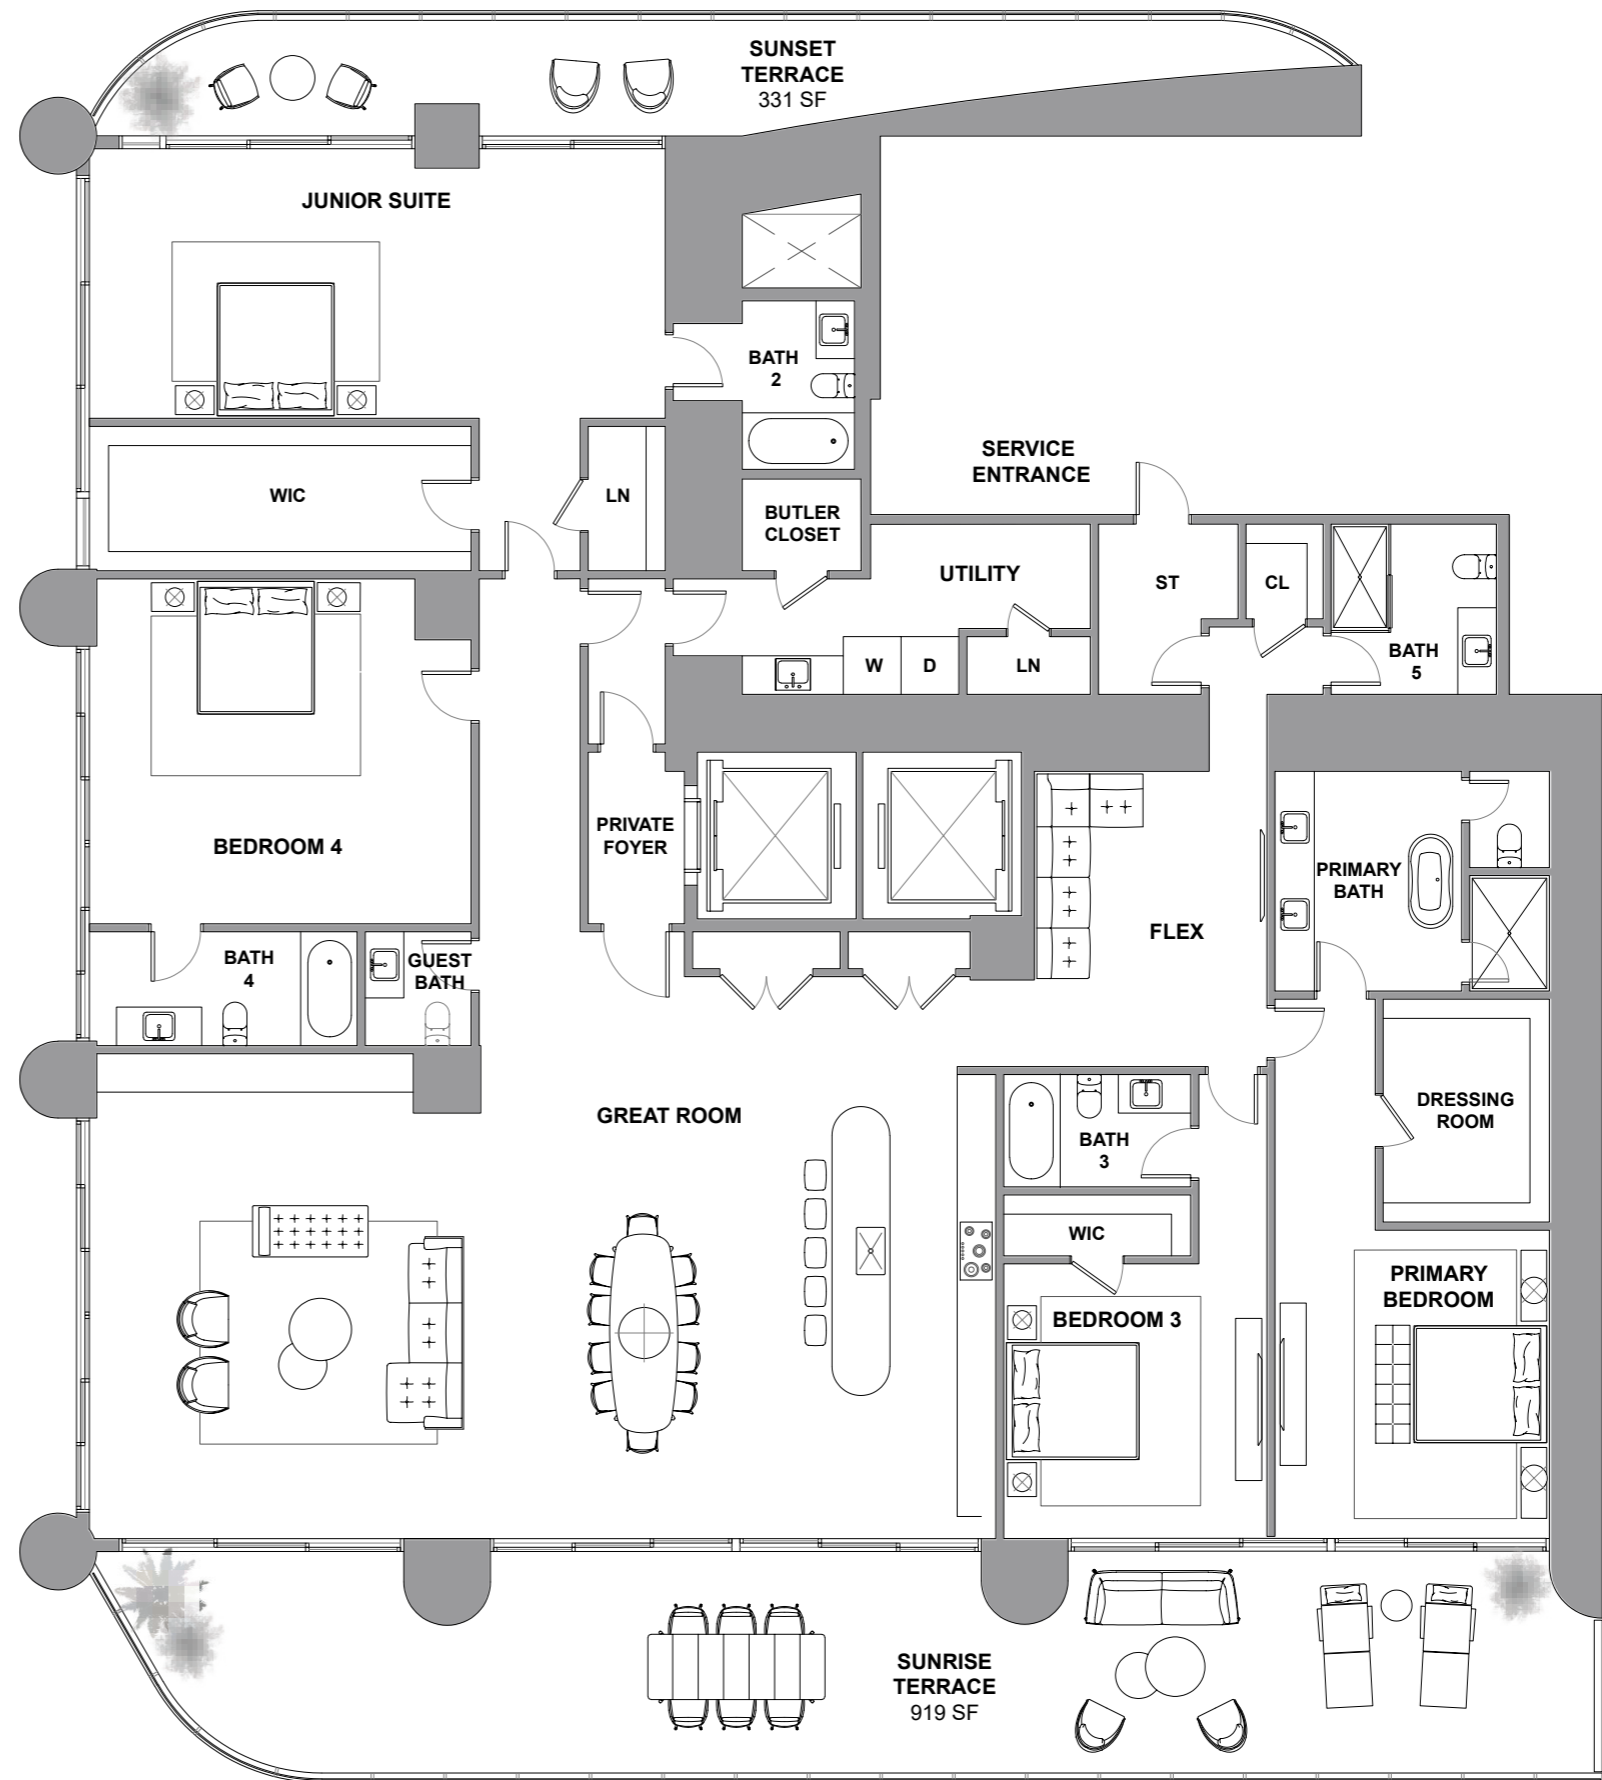 SUNSET
TERRACE
331 SF
JUNIOR SUITE
BATH
2
SERVICE
ENTRANCE
WIC
LN
BUTLER
CLOSET
UTILITY
ST
CL
W
D
LN
BATH
5
BEDROOM 4
PRIVATE
FOYER
PRIMARY
BATH
FLEX
BATH
4
GUEST
BATH
GREAT ROOM
DRESSING
ROOM
BATH
3
WIC
PRIMARY
BEDROOM
BEDROOM 3
SUNRISE
TERRACE
919 SF